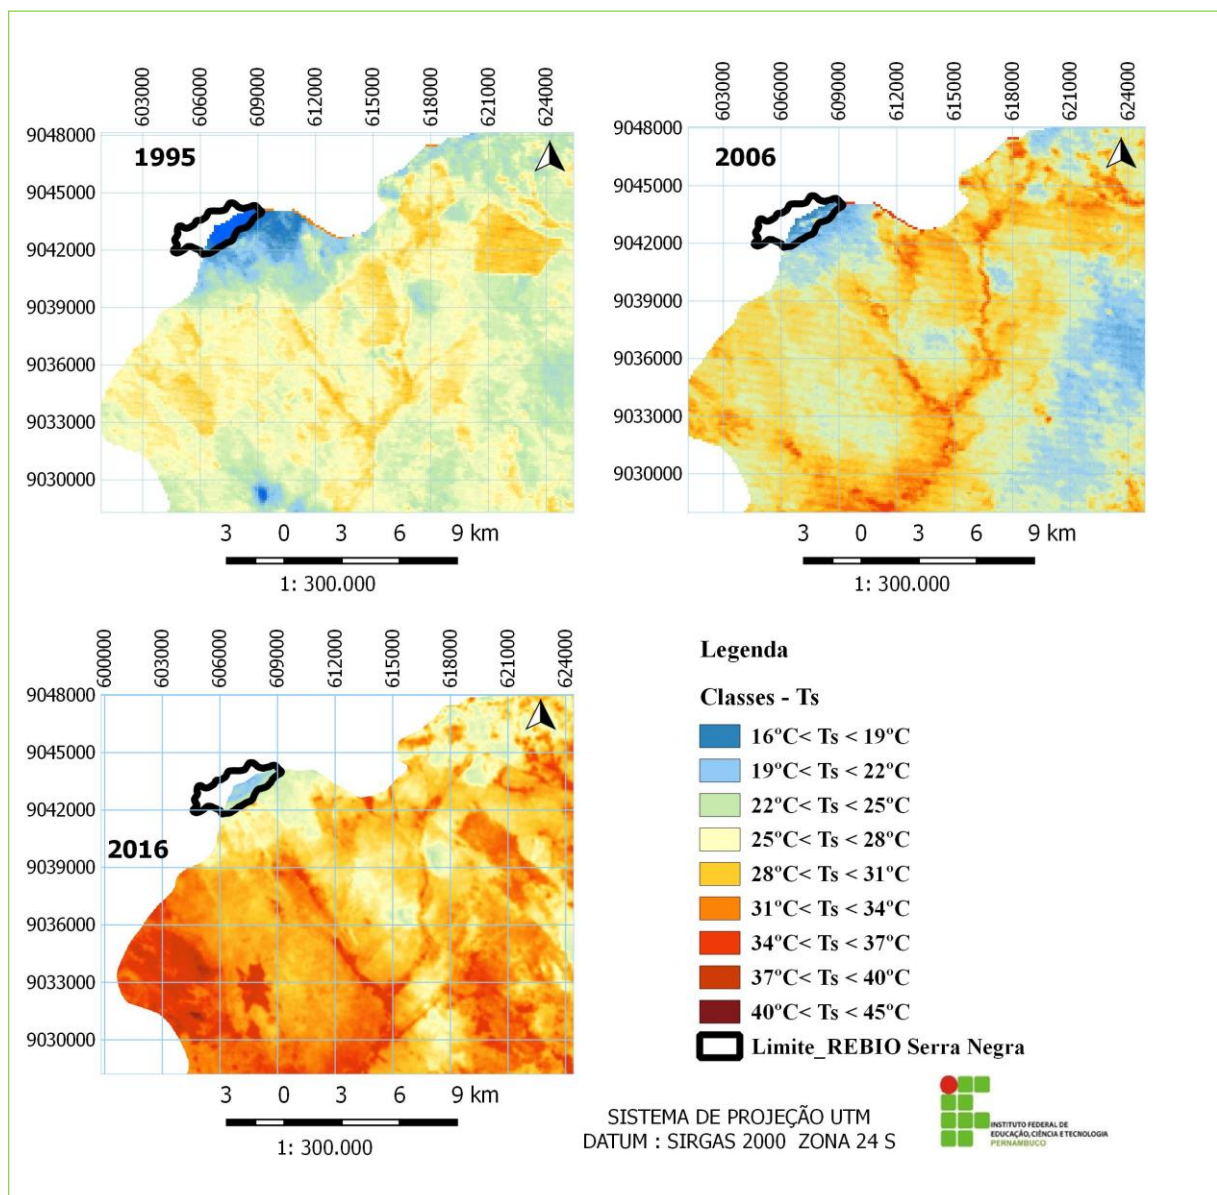 603000
606000
609000
612000
615000
618000
621000
624000
9048000
9045000
9042000
9039000
9036000
9033000
9030000
1995
3 0 3 6 9 km
1: 300.000
603000
606000
609000
612000
615000
618000
621000
624000
9048000
9045000
9042000
9039000
9036000
9033000
9030000
2006
3 0 3 6 9 km
1: 300.000
600000
603000
606000
609000
612000
615000
618000
621000
624000
9048000
9045000
9042000
9039000
9036000
9033000
9030000
2016
3 0 3 6 9 km
1: 300.000
Legenda
Classes - Ts
16ºC< Ts < 19ºC
19ºC< Ts < 22ºC
22ºC< Ts < 25ºC
25ºC< Ts < 28ºC
28ºC< Ts < 31ºC
31ºC< Ts < 34ºC
34ºC< Ts < 37ºC
37ºC< Ts < 40ºC
40ºC< Ts < 45ºC
Limite_REBIO Serra Negra
SISTEMA DE PROJEÇÃO UTM
DATUM : SIRGAS 2000 ZONA 24 S
INSTITUTO FEDERAL DE
EDUCAÇÃO, CIÊNCIA E TECNOLOGIA
PERNAMBUCO